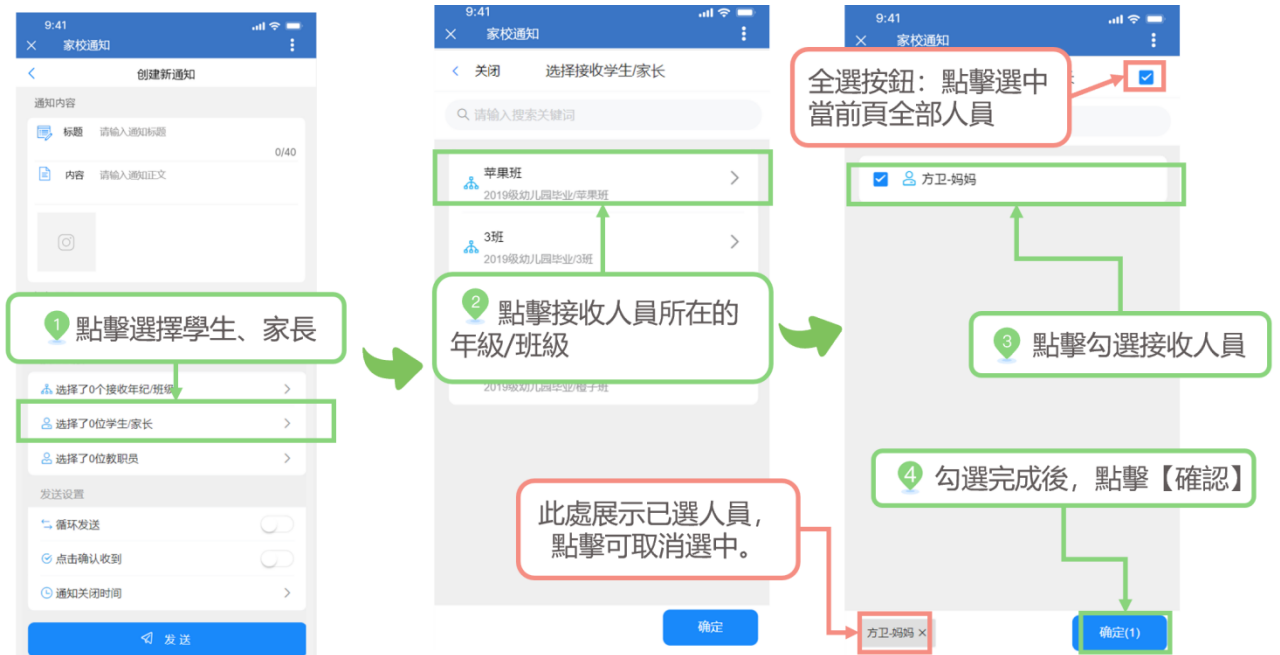 9:41
家校通知
创建新通知
通知内容
标题 请输入通知标题
0/40
内容 请输入通知正文
1 點擊選擇學生、家長
选择了0个接收年纪/班级
选择了0位学生/家长
选择了0位教职员
发送设置
循环发送
点击确认收到
通知关闭时间
发送
9:41
家校通知
关闭 选择接收学生/家长
请输入搜索关键词
苹果班
2019级幼儿园毕业/苹果班
3班
2019级幼儿园毕业/3班
2 點擊接收人員所在的
年級/班級
2019级幼儿园毕业/橙子班
此處展示已選人員,
點擊可取消選中。
确定
9:41
家校通知
全選按鈕：點擊選中
當前頁全部人員
方卫-妈妈
3 點擊勾選接收人員
4 勾選完成後，點擊【確認】
方卫-妈妈 ×
确定(1)